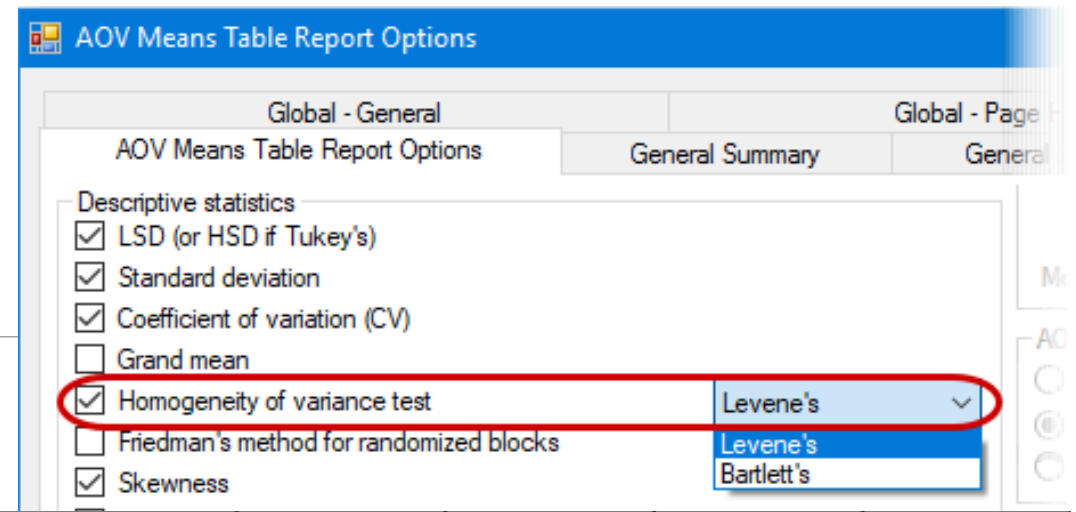 AOV Means Table Report Options
Global - General
Global - Page
AOV Means Table Report Options
General Summary
General
Descriptive statistics
LSD (or HSD if Tukey's)
Standard deviation
Coefficient of variation (CV)
AO
Grand mean
Homogeneity of variance test
Levene's
Friedman's method for randomized blocks
Levene's
Bartlett's
Skewness